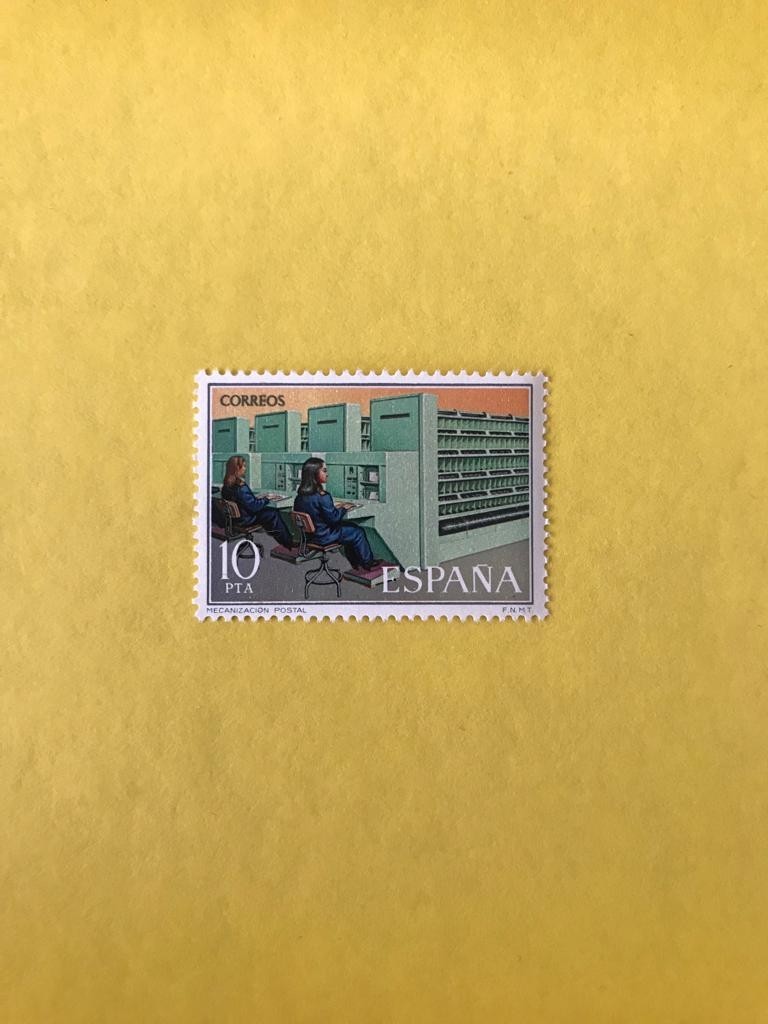 CORREOS
10
PTA
ESPAÑA
MECANIZACION POSTAL
F.N.M.T.